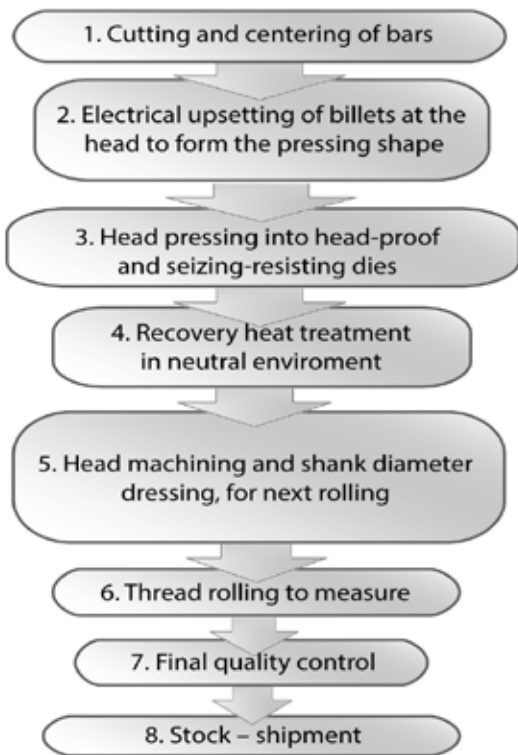 1. Cutting and centering of bars
2. Electrical upsetting of billets at the
head to form the pressing shape
3. Head pressing into head-proof
and seizing-resisting dies
4. Recovery heat treatment
in neutral enviroment
5. Head machining and shank diameter
dressing, for next rolling
6. Thread rolling to measure
7. Final quality control
8. Stock – shipment